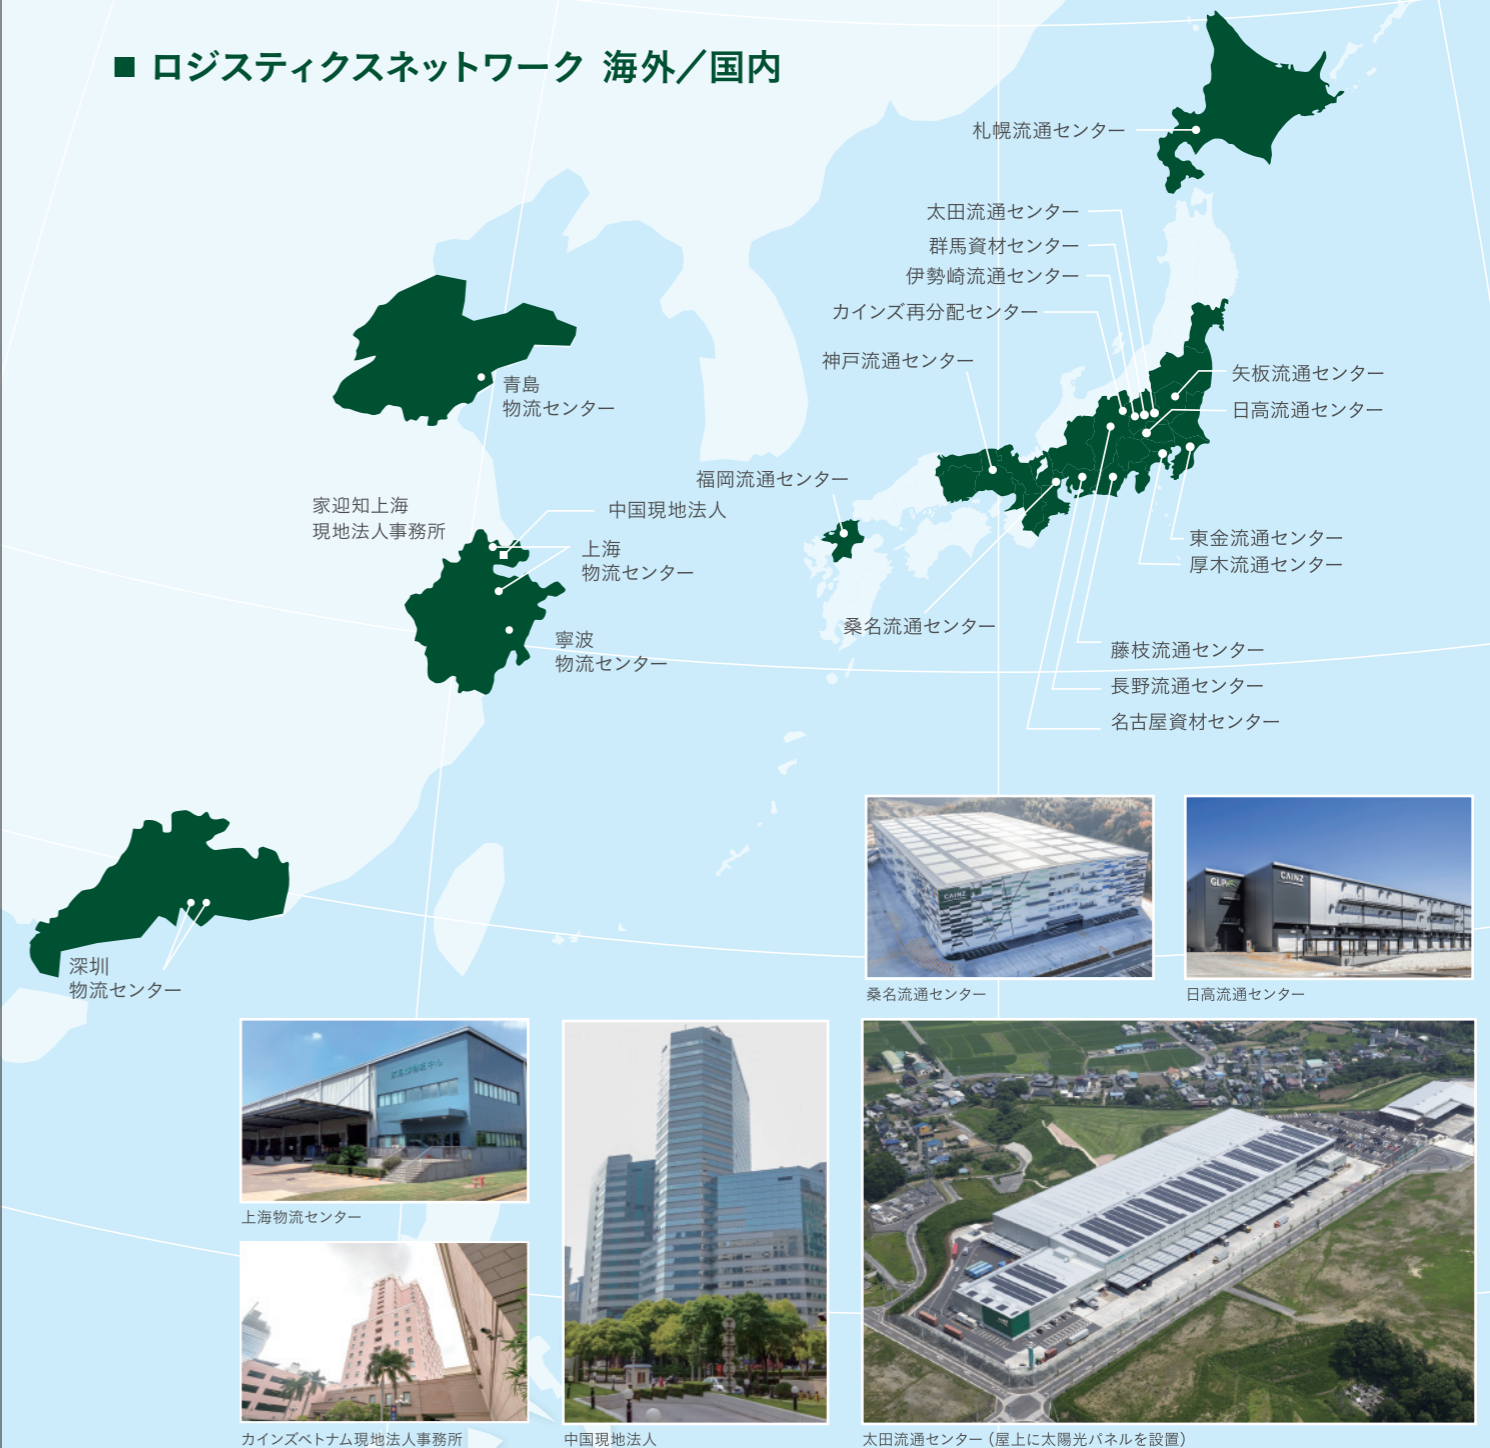 ■ ロジスティクスネットワーク 海外／国内
札幌流通センター
太田流通センター
群馬資材センター
伊勢崎流通センター
カインズ再分配センター
神戸流通センター
矢板流通センター
日高流通センター
青島
物流センター
福岡流通センター
家迎知上海
現地法人事務所
中国現地法人
上海
物流センター
東金流通センター
厚木流通センター
桑名流通センター
寧波
物流センター
藤枝流通センター
長野流通センター
名古屋資材センター
深圳
物流センター
CAINZ
GLP
CAINZ
桑名流通センター
日高流通センター
上海物流センター
カインズベトナム現地法人事務所
中国現地法人
太田流通センター（屋上に太陽光パネルを設置）